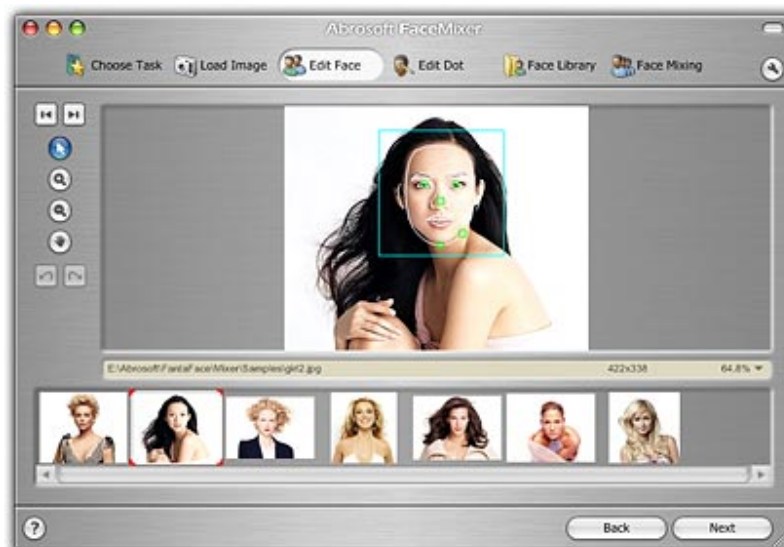 Abrosoft FaceMixer
Choose Task Load Image Edit Face Edit Dot Face Library Face Mixing
E:\Abrosoft\FantaFace\Mixer\Samples\girl2.jpg 422x338 64.8%
? Back Next